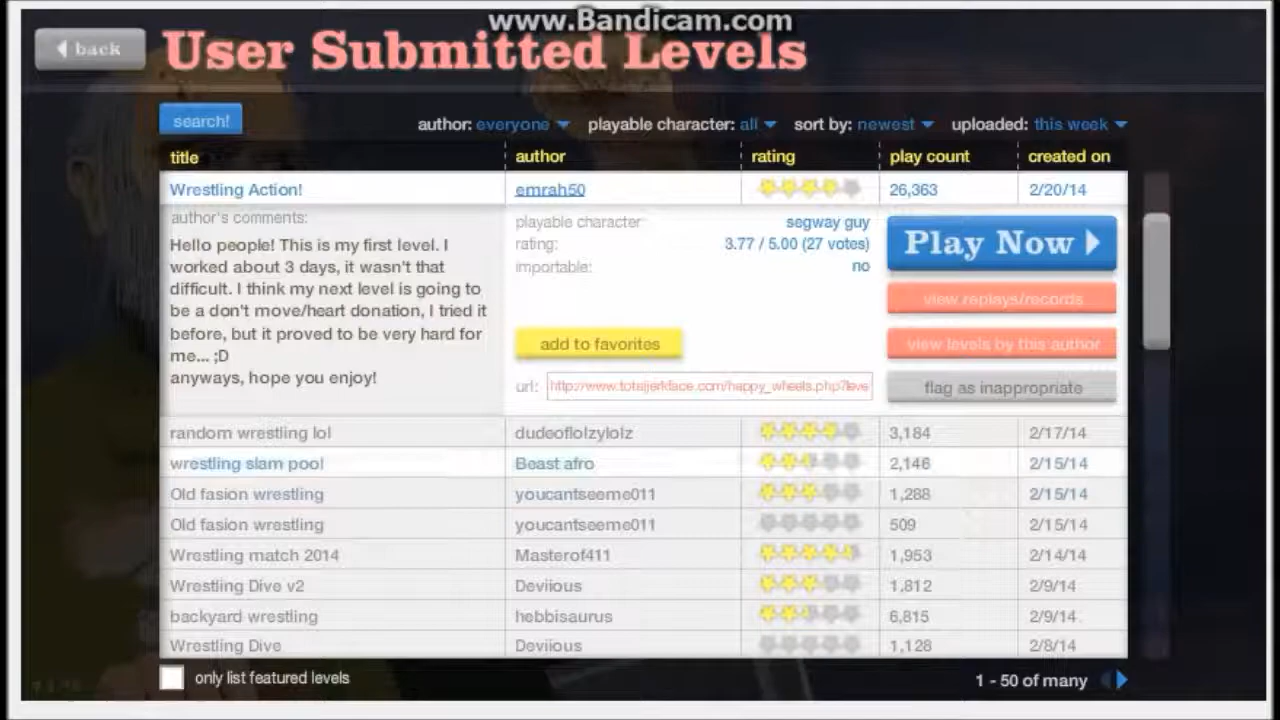 www.Bandicam.com
back
User Submitted Levels
search!
author: everyone playable character: all sort by: newest uploaded: this week
title author rating play count created on
Wrestling Action! emrah50 26,363 2/20/14
author's comments:
Hello people! This is my first level. I
worked about 3 days, it wasn't that
difficult. I think my next level is going to
be a don't move/heart donation, I tried it
before, but it proved to be very hard for
me... ;D
anyways, hope you enjoy!
playable character segway guy
rating: 3.77 / 5.00 (27 votes)
importable: no
add to favorites
url: http://www.totaljerkface.com/happy_wheels.php?leve
Play Now
view replays/records
view levels by this author
flag as inappropriate
random wrestling lol dudeoflolzylolz 3,184 2/17/14
wrestling slam pool Beast afro 2,146 2/15/14
Old fasion wrestling youcantseeme011 1,288 2/15/14
Old fasion wrestling youcantseeme011 509 2/15/14
Wrestling match 2014 Masterof411 1,953 2/14/14
Wrestling Dive v2 Deviious 1,812 2/9/14
backyard wrestling hebbisaurus 6,815 2/9/14
Wrestling Dive Deviious 1,128 2/8/14
only list featured levels
1 - 50 of many